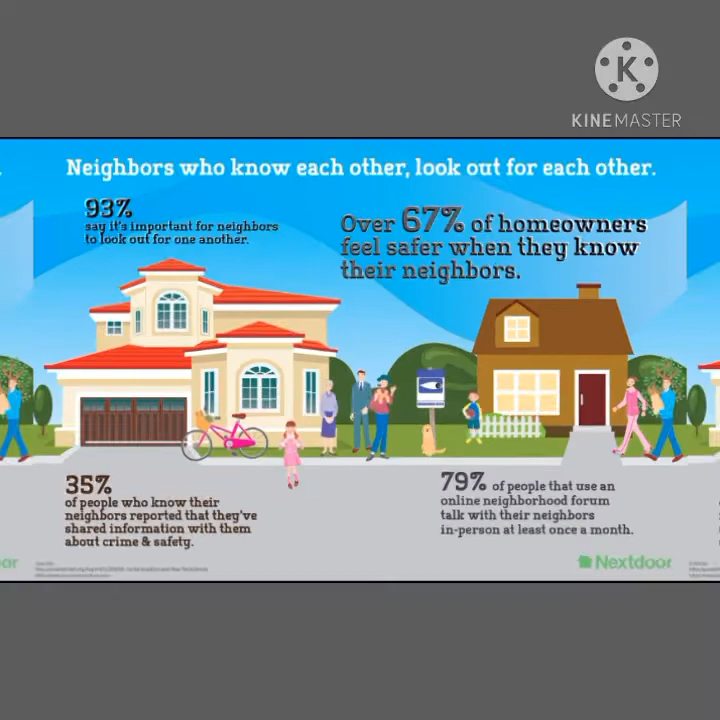 KINEMASTER
Neighbors who know each other, look out for each other.
93%
say it's important for neighbors
to look out for one another.
Over 67% of homeowners
feel safer when they know
their neighbors.
35%
of people who know their
neighbors reported that they've
shared information with them
about crime & safety.
79% of people that use an
online neighborhood forum
talk with their neighbors
in-person at least once a month.
Nextdoor